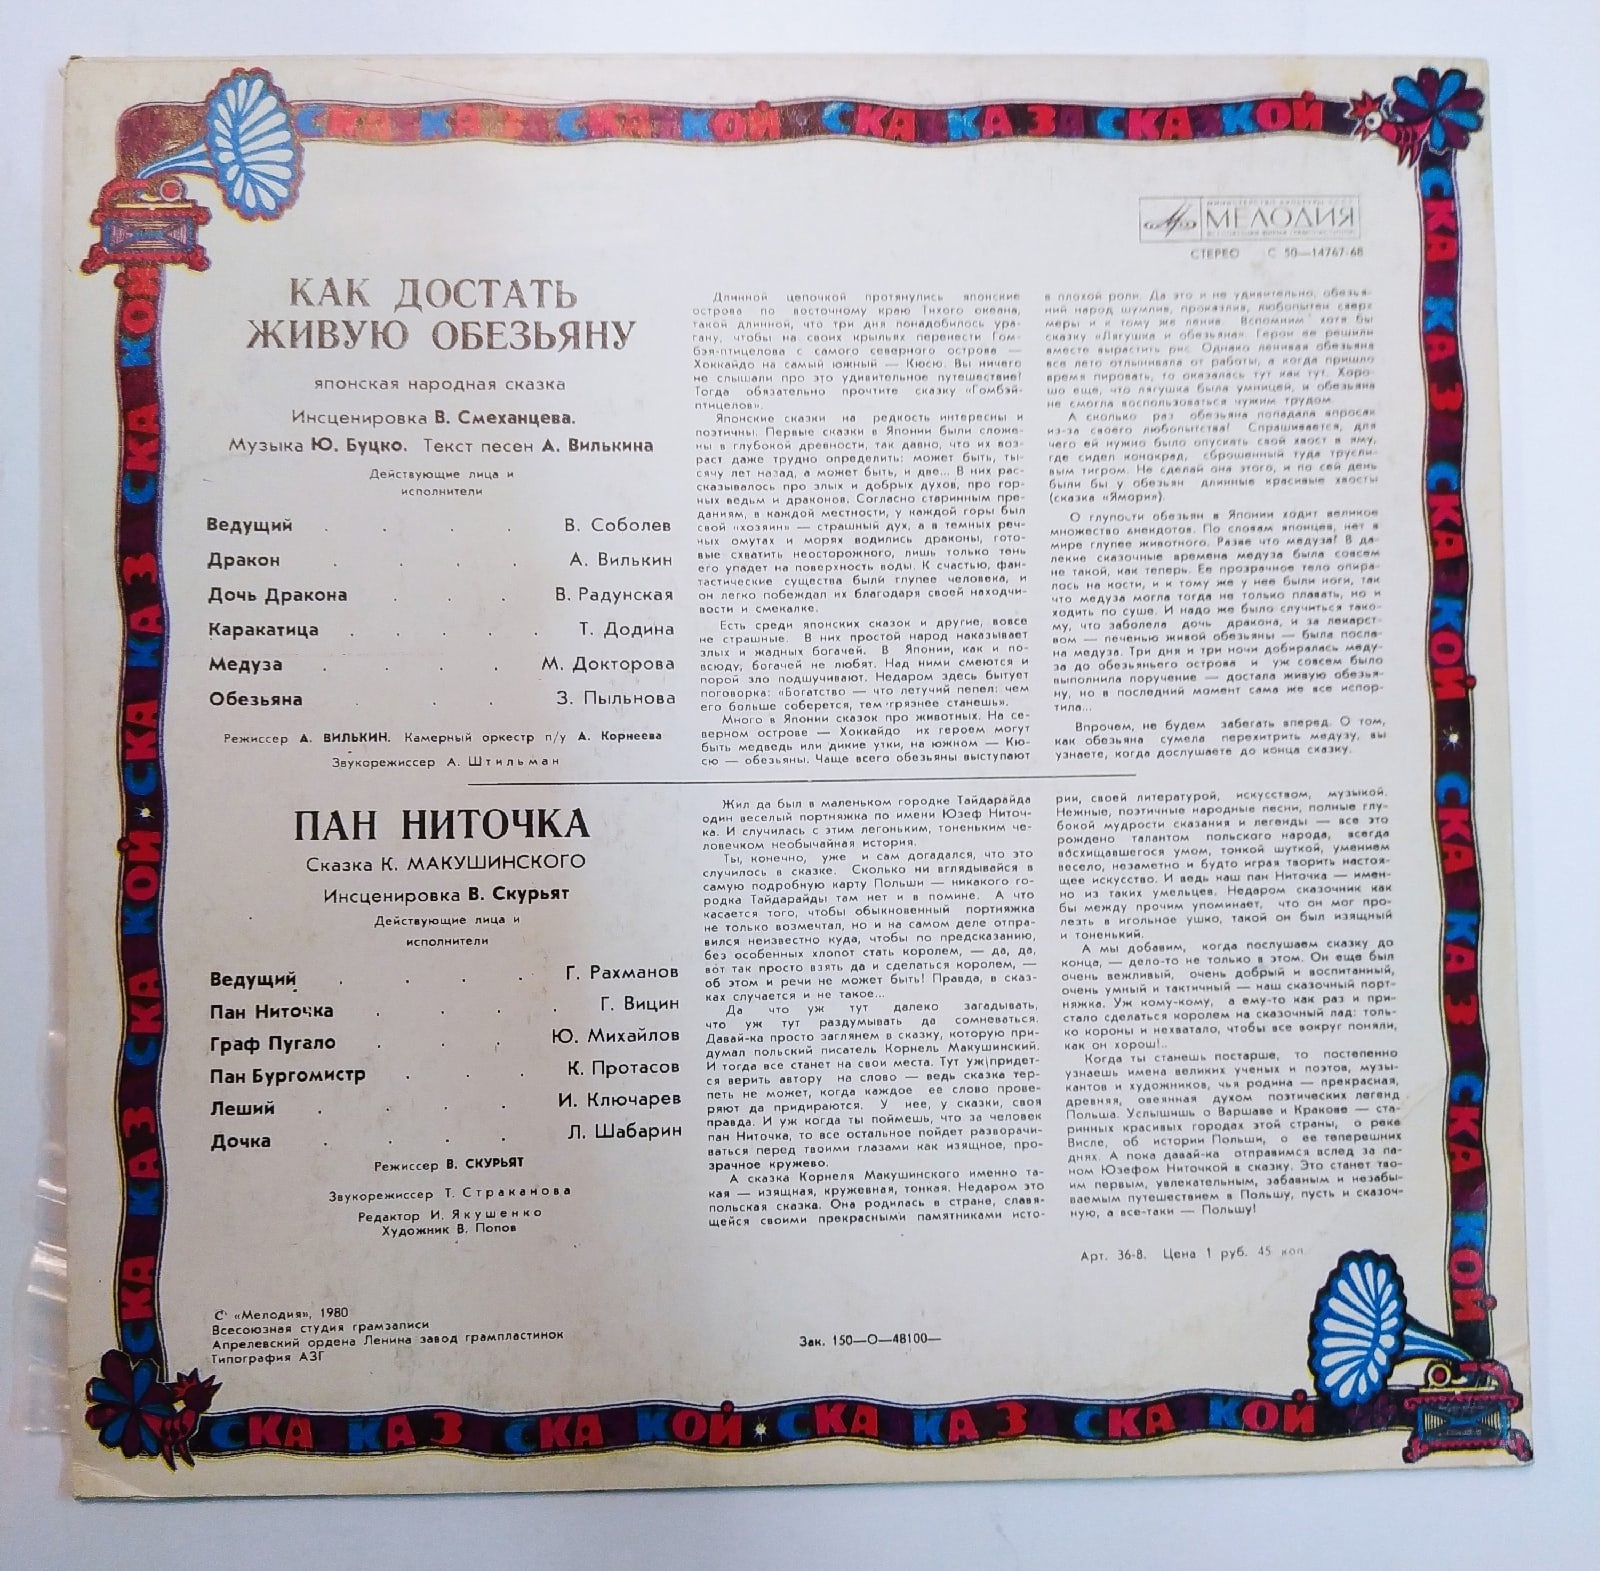 СКАЗКА ЗА СКАЗКОЙ · СКАЗКА ЗА СКАЗКОЙ
МЕЛОДИЯ
СТЕРЕО С 50—14767-68
КАК ДОСТАТЬ
ЖИВУЮ ОБЕЗЬЯНУ
японская народная сказка
Инсценировка В. Смеханцева.
Музыка Ю. Буцко. Текст песен А. Вилькина
Действующие лица и
исполнители
Ведущий . . . . В. Соболев
Дракон . . . . А. Вилькин
Дочь Дракона . . . В. Радунская
Каракатица . . . . . Т. Додина
Медуза . . . . М. Докторова
Обезьяна . . . З. Пыльнова
Режиссер А. ВИЛЬКИН. Камерный оркестр п/у А. Корнеева
Звукорежиссер А. Штильман
Длинной цепочкой протянулись японские
острова по восточному краю Тихого океана,
такой длинной, что три дня понадобилось ура-
гану, чтобы на своих крыльях перенести Гом-
бэя-птицелова с самого северного острова —
Хоккайдо на самый южный — Кюсю. Вы ничего
не слышали про это удивительное путешествие?
Тогда обязательно прочтите сказку «Гомбэй-
птицелов».
Японские сказки на редкость интересны и
поэтичны. Первые сказки в Японии были сложе-
ны в глубокой древности, так давно, что их воз-
раст даже трудно определить: может быть, ты-
сячу лет назад, а может быть, и две... В них рас-
сказывалось про злых и добрых духов, про гор-
ных ведьм и драконов. Согласно старинным пре-
даниям, в каждой местности, у каждой горы был
свой «хозяин» — страшный дух, а в темных реч-
ных омутах и морях водились драконы, гото-
вые схватить неосторожного, лишь только тень
его упадет на поверхность воды. К счастью, фан-
тастические существа были глупее человека, и
он легко побеждал их благодаря своей находчи-
вости и смекалке.
Есть среди японских сказок и другие, вовсе
не страшные. В них простой народ наказывает
злых и жадных богачей. В Японии, как и по-
всюду, богачей не любят. Над ними смеются и
порой зло подшучивают. Недаром здесь бытует
поговорка: «Богатство — что летучий пепел: чем
его больше соберется, тем грязнее станешь».
Много в Японии сказок про животных. На се-
верном острове — Хоккайдо их героем могут
быть медведь или дикие утки, на южном — Кю-
сю — обезьяны. Чаще всего обезьяны выступают
в плохой роли. Да это и не удивительно, обезья-
ний народ шумлив, проказлив, любопытен сверх
меры и к тому же ленив. Вспомним хотя бы
сказку «Лягушка и обезьяна». Герои ее решили
вместе вырастить рис. Однако ленивая обезьяна
все лето отлынивала от работы, а когда пришло
время пировать, то оказалась тут как тут. Хоро-
шо еще, что лягушка была умницей, и обезьяна
не смогла воспользоваться чужим трудом.
А сколько раз обезьяна попадала впросак
из-за своего любопытства! Спрашивается, для
чего ей нужно было опускать свой хвост в яму,
где сидел конокрад, сброшенный туда трусли-
вым тигром. Не сделай она этого, и по сей день
были бы у обезьян длинные красивые хвосты
(сказка «Ямори»).
О глупости обезьян в Японии ходит великое
множество анекдотов. По словам японцев, нет в
мире глупее животного. Разве что медуза! В да-
лекие сказочные времена медуза была совсем
не такой, как теперь. Ее прозрачное тело опира-
лось на кости, и к тому же у нее были ноги, так
что медуза могла тогда не только плавать, но и
ходить по суше. И надо же было случиться тако-
му, что заболела дочь дракона, и за лекарст-
вом — печенью живой обезьяны — была посла-
на медуза. Три дня и три ночи добиралась меду-
за до обезьяньего острова и уж совсем было
выполнила поручение — достала живую обезья-
ну, но в последний момент сама же все испор-
тила...
Впрочем, не будем забегать вперед. О том,
как обезьяна сумела перехитрить медузу, вы
узнаете, когда дослушаете до конца сказку.
ПАН НИТОЧКА
Сказка К. МАКУШИНСКОГО
Инсценировка В. Скурьят
Действующие лица и
исполнители
Ведущий . . . Г. Рахманов
Пан Ниточка . . . . Г. Вицин
Граф Пугало . . . Ю. Михайлов
Пан Бургомистр . . . К. Протасов
Леший . . . . И. Ключарев
Дочка . . . . Л. Шабарин
Режиссер В. СКУРЬЯТ
Звукорежиссер Т. Страканова
Редактор И. Якушенко
Художник В. Попов
Жил да был в маленьком городке Тайдарайда
один веселый портняжка по имени Юзеф Ниточ-
ка. И случилась с этим легоньким, тоненьким че-
ловечком необычайная история.
Ты, конечно, уже и сам догадался, что это
случилось в сказке. Сколько ни вглядывайся в
самую подробную карту Польши — никакого го-
родка Тайдарайды там нет и в помине. А что
касается того, чтобы обыкновенный портняжка
не только возмечтал, но и на самом деле отпра-
вился неизвестно куда, чтобы по предсказанию,
без особенных хлопот стать королем, — да, да,
вот так просто взять да и сделаться королем, —
об этом и речи не может быть! Правда, в сказ-
ках случается и не такое...
Да что уж тут далеко загадывать,
что уж тут раздумывать да сомневаться.
Давай-ка просто заглянем в сказку, которую при-
думал польский писатель Корнель Макушинский.
И тогда все станет на свои места. Тут уж придет-
ся верить автору на слово — ведь сказка тер-
петь не может, когда каждое ее слово прове-
ряют да придираются. У нее, у сказки, своя
правда. И уж когда ты поймешь, что за человек
пан Ниточка, то все остальное пойдет разворачи-
ваться перед твоими глазами как изящное, про-
зрачное кружево.
А сказка Корнеля Макушинского именно та-
кая — изящная, кружевная, тонкая. Недаром это
польская сказка. Она родилась в стране, славя-
щейся своими прекрасными памятниками исто-
рии, своей литературой, искусством, музыкой.
Нежные, поэтичные народные песни, полные глу-
бокой мудрости сказания и легенды — все это
рождено талантом польского народа, всегда
восхищавшегося умом, тонкой шуткой, умением
весело, незаметно и будто играя творить настоя-
щее искусство. И ведь наш пан Ниточка — имен-
но из таких умельцев. Недаром сказочник как
бы между прочим упоминает, что он мог про-
лезть в игольное ушко, такой он был изящный
и тоненький.
А мы добавим, когда послушаем сказку до
конца, — дело-то не только в этом. Он еще был
очень вежливый, очень добрый и воспитанный,
очень умный и тактичный — наш сказочный порт-
няжка. Уж кому-кому, а ему-то как раз и при-
стало сделаться королем на сказочный лад: толь-
ко короны и нехватало, чтобы все вокруг поняли,
как он хорош!..
Когда ты станешь постарше, то постепенно
узнаешь имена великих ученых и поэтов, музы-
кантов и художников, чья родина — прекрасная,
древняя, овеянная духом поэтических легенд
Польша. Услышишь о Варшаве и Кракове — ста-
ринных красивых городах этой страны, о реке
Висле, об истории Польши, о ее теперешних
днях. А пока давай-ка отправимся вслед за па-
ном Юзефом Ниточкой в сказку. Это станет тво-
им первым, увлекательным, забавным и незабы-
ваемым путешествием в Польшу, пусть и сказоч-
ную, а все-таки — Польшу!
Арт. 36-8. Цена 1 руб. 45 коп.
С «Мелодия», 1980
Всесоюзная студия грамзаписи
Апрелевский ордена Ленина завод грампластинок
Типография АЗГ
Зак. 150—О—48100—
СКАЗКА ЗА СКАЗКОЙ · СКАЗКА ЗА СКАЗКОЙ
СКАЗКА ЗА СКАЗКОЙ · СКАЗКА ЗА СКАЗКОЙ
СКАЗКА ЗА СКАЗКОЙ · СКАЗКА ЗА СКАЗКОЙ